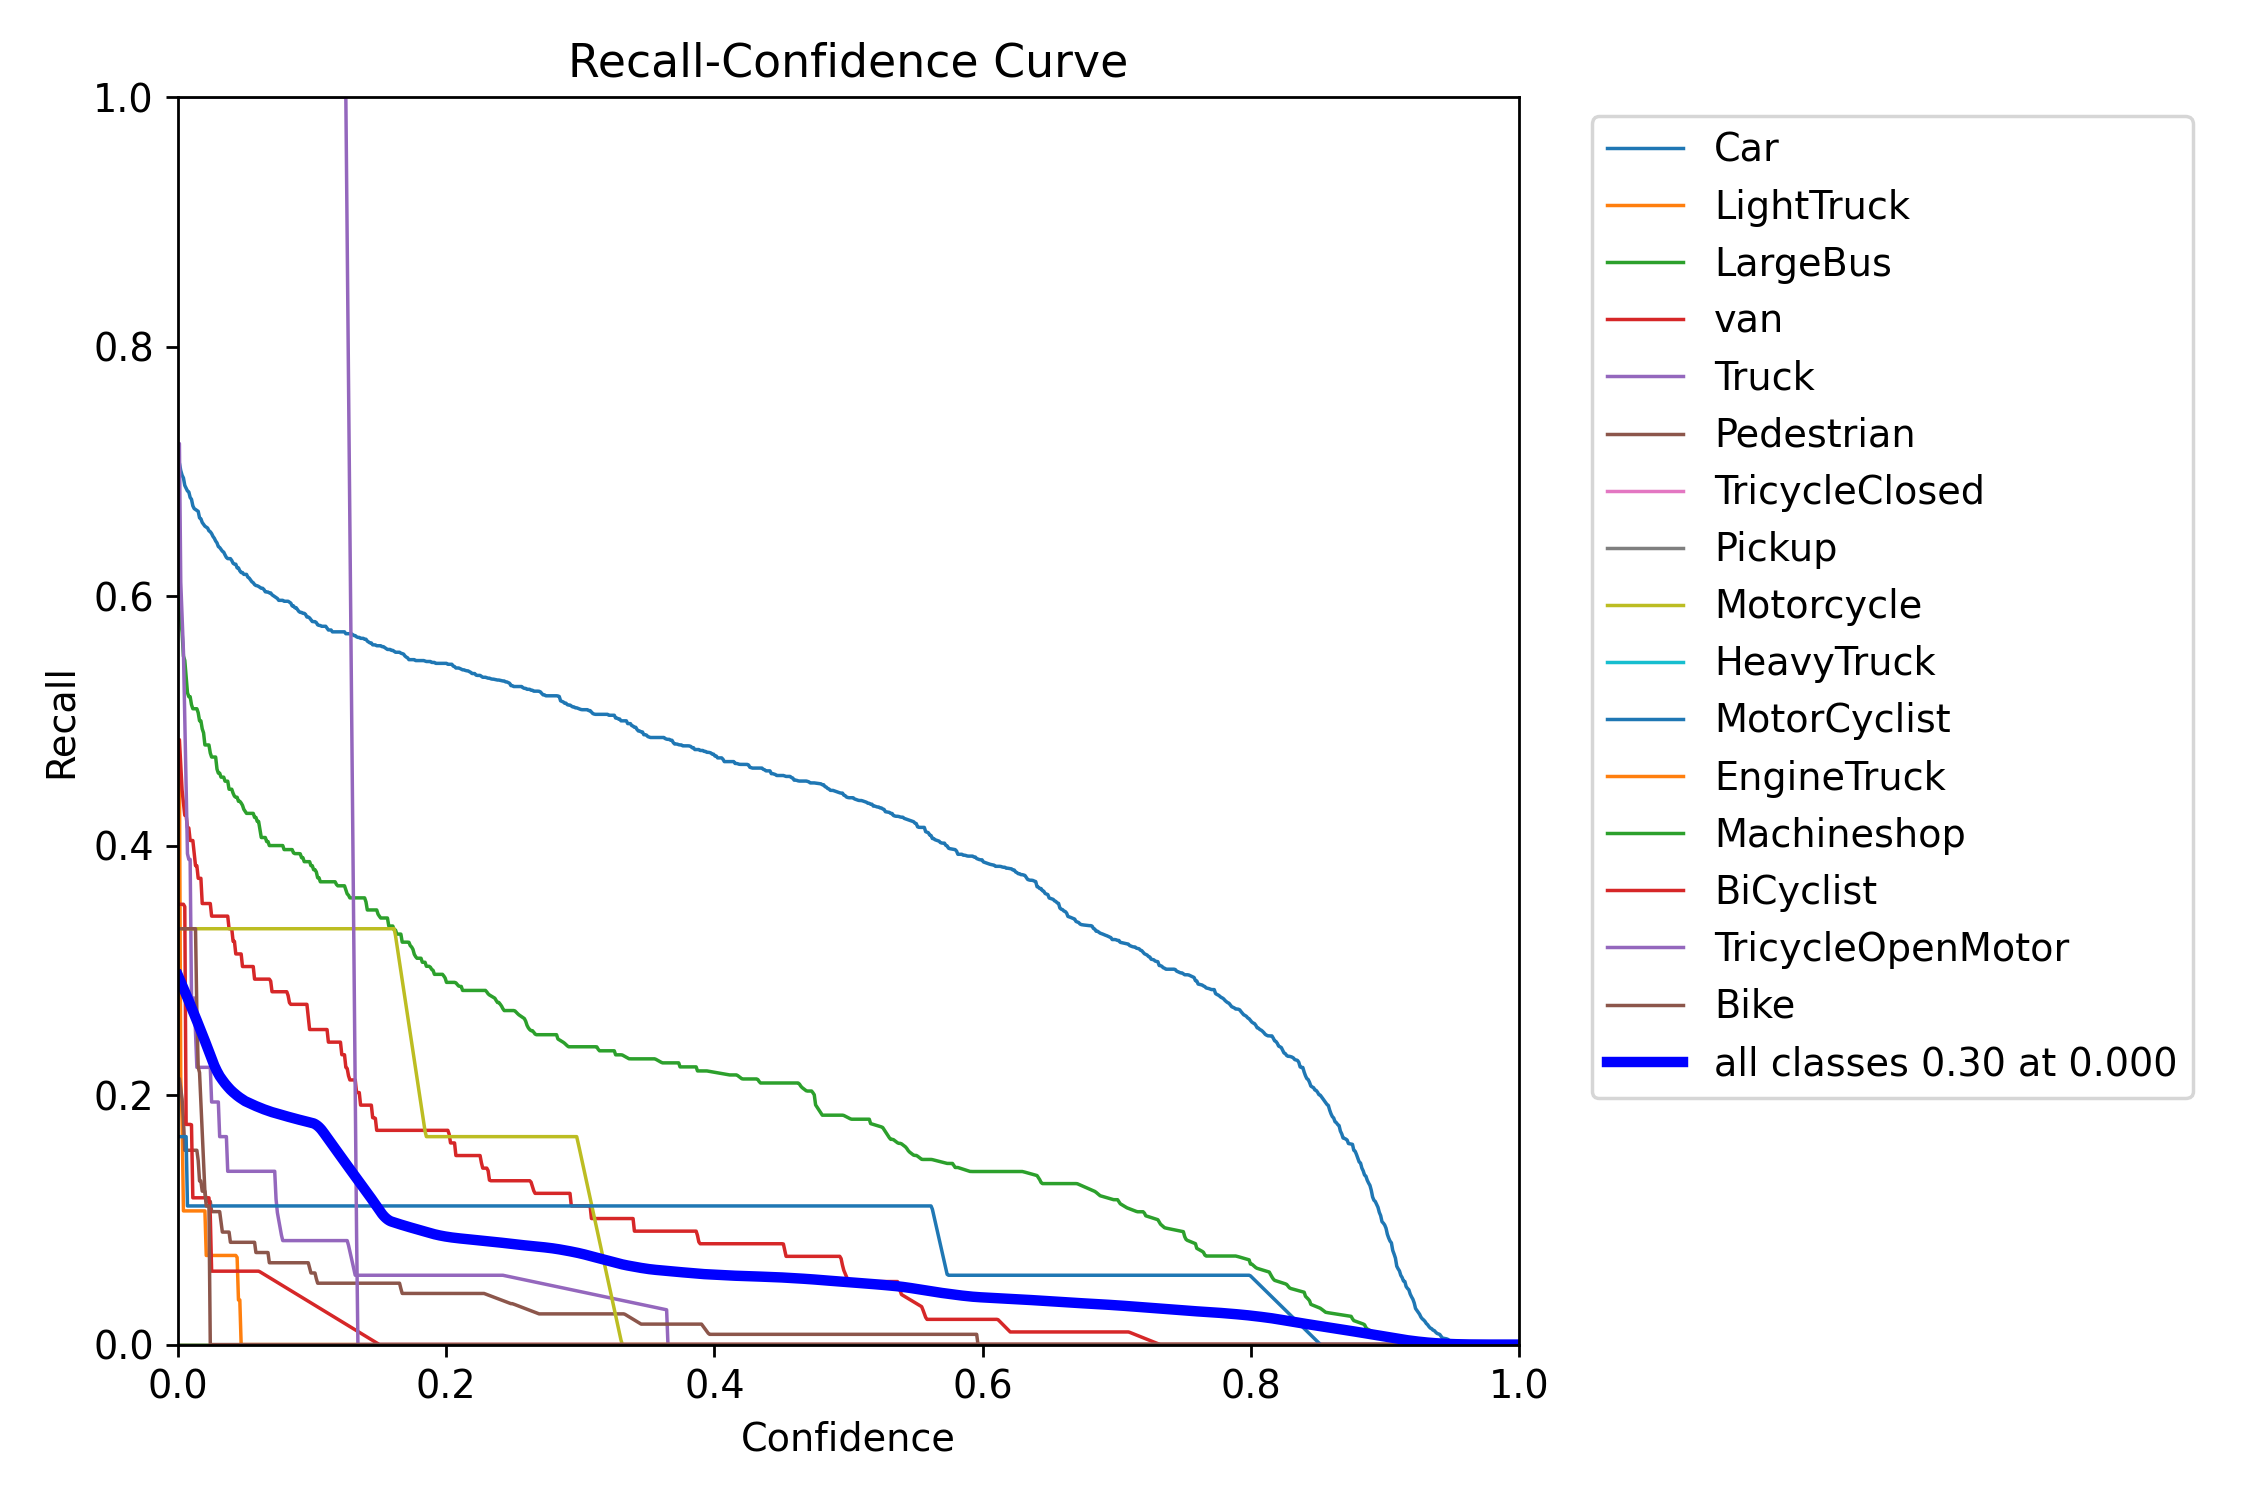 Recall-Confidence Curve
1.0
0.8
0.6
0.4
0.2
0.0
Recall
0.0 0.2 0.4 0.6 0.8 1.0
Confidence
Car
LightTruck
LargeBus
van
Truck
Pedestrian
TricycleClosed
Pickup
Motorcycle
HeavyTruck
MotorCyclist
EngineTruck
Machineshop
BiCyclist
TricycleOpenMotor
Bike
all classes 0.30 at 0.000